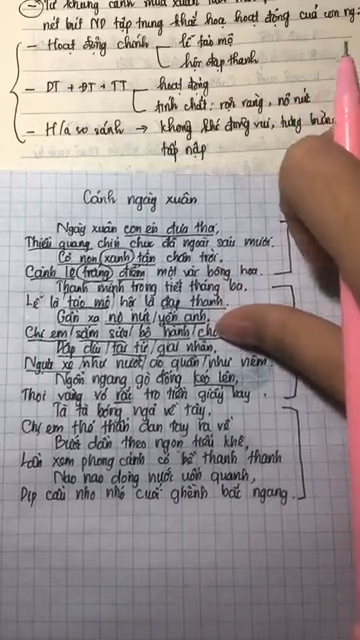 Từ khung cảnh mùa xuân
nét bút ND tập trung khắc hoạ hoạt động của con ng
- Hoạt động chính lễ tảo mộ
hội đạp thanh
- DT + ĐT + TT hoạt động
tính chất: rộn ràng, nô nức
- H/a so sánh → không khí đông vui, tưng bừng
tấp nập
Cảnh ngày xuân
Ngày xuân con én đưa thoi,
Thiều quang chín chục đã ngoài sáu mươi.
Cỏ non (xanh) tận chân trời.
Cành lê (trắng) điểm một vài bông hoa.
Thanh minh trong tiết tháng ba.
Lễ là tảo mộ hội là đạp thanh.
Gần xa nô nức/yến anh,
Chị em/sắm sửa/bộ hành/chơi
Dập dìu/tài tử/giai nhân,
Ngựa xe/như nước/áo quần/như nêm.
Ngổn ngang gò đống kéo lên,
Thoi vàng vó rắc tro tiền giấy bay.
Tà tà bóng ngả về tây,
Chị em thơ thẩn dan tay ra về
Bước dần theo ngọn tiểu khê,
Lần xem phong cảnh có bề thanh thanh
Nao nao dòng nước uốn quanh,
Dịp cầu nho nhỏ cuối ghềnh bắc ngang.